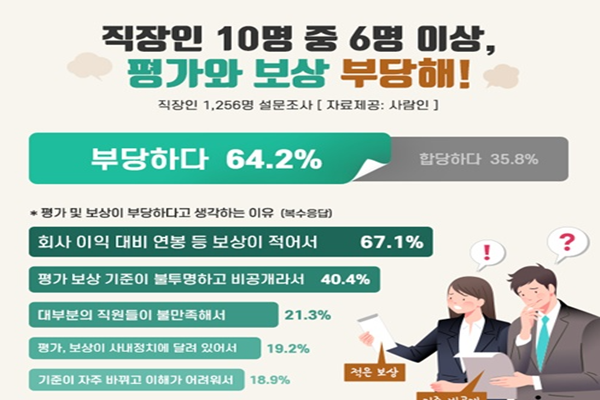 직장인 10명 중 6명 이상,
평가와 보상 부당해!
직장인 1,256명 설문조사 [ 자료제공: 사람인 ]
부당하다 64.2%
합당하다 35.8%
* 평가 및 보상이 부당하다고 생각하는 이유 (복수응답)
회사 이익 대비 연봉 등 보상이 적어서 67.1%
평가 보상 기준이 불투명하고 비공개라서 40.4%
대부분의 직원들이 불만족해서 21.3%
평가, 보상이 사내정치에 달려 있어서 19.2%
기준이 자주 바뀌고 이해가 어려워서 18.9%
!
?
적은 보상